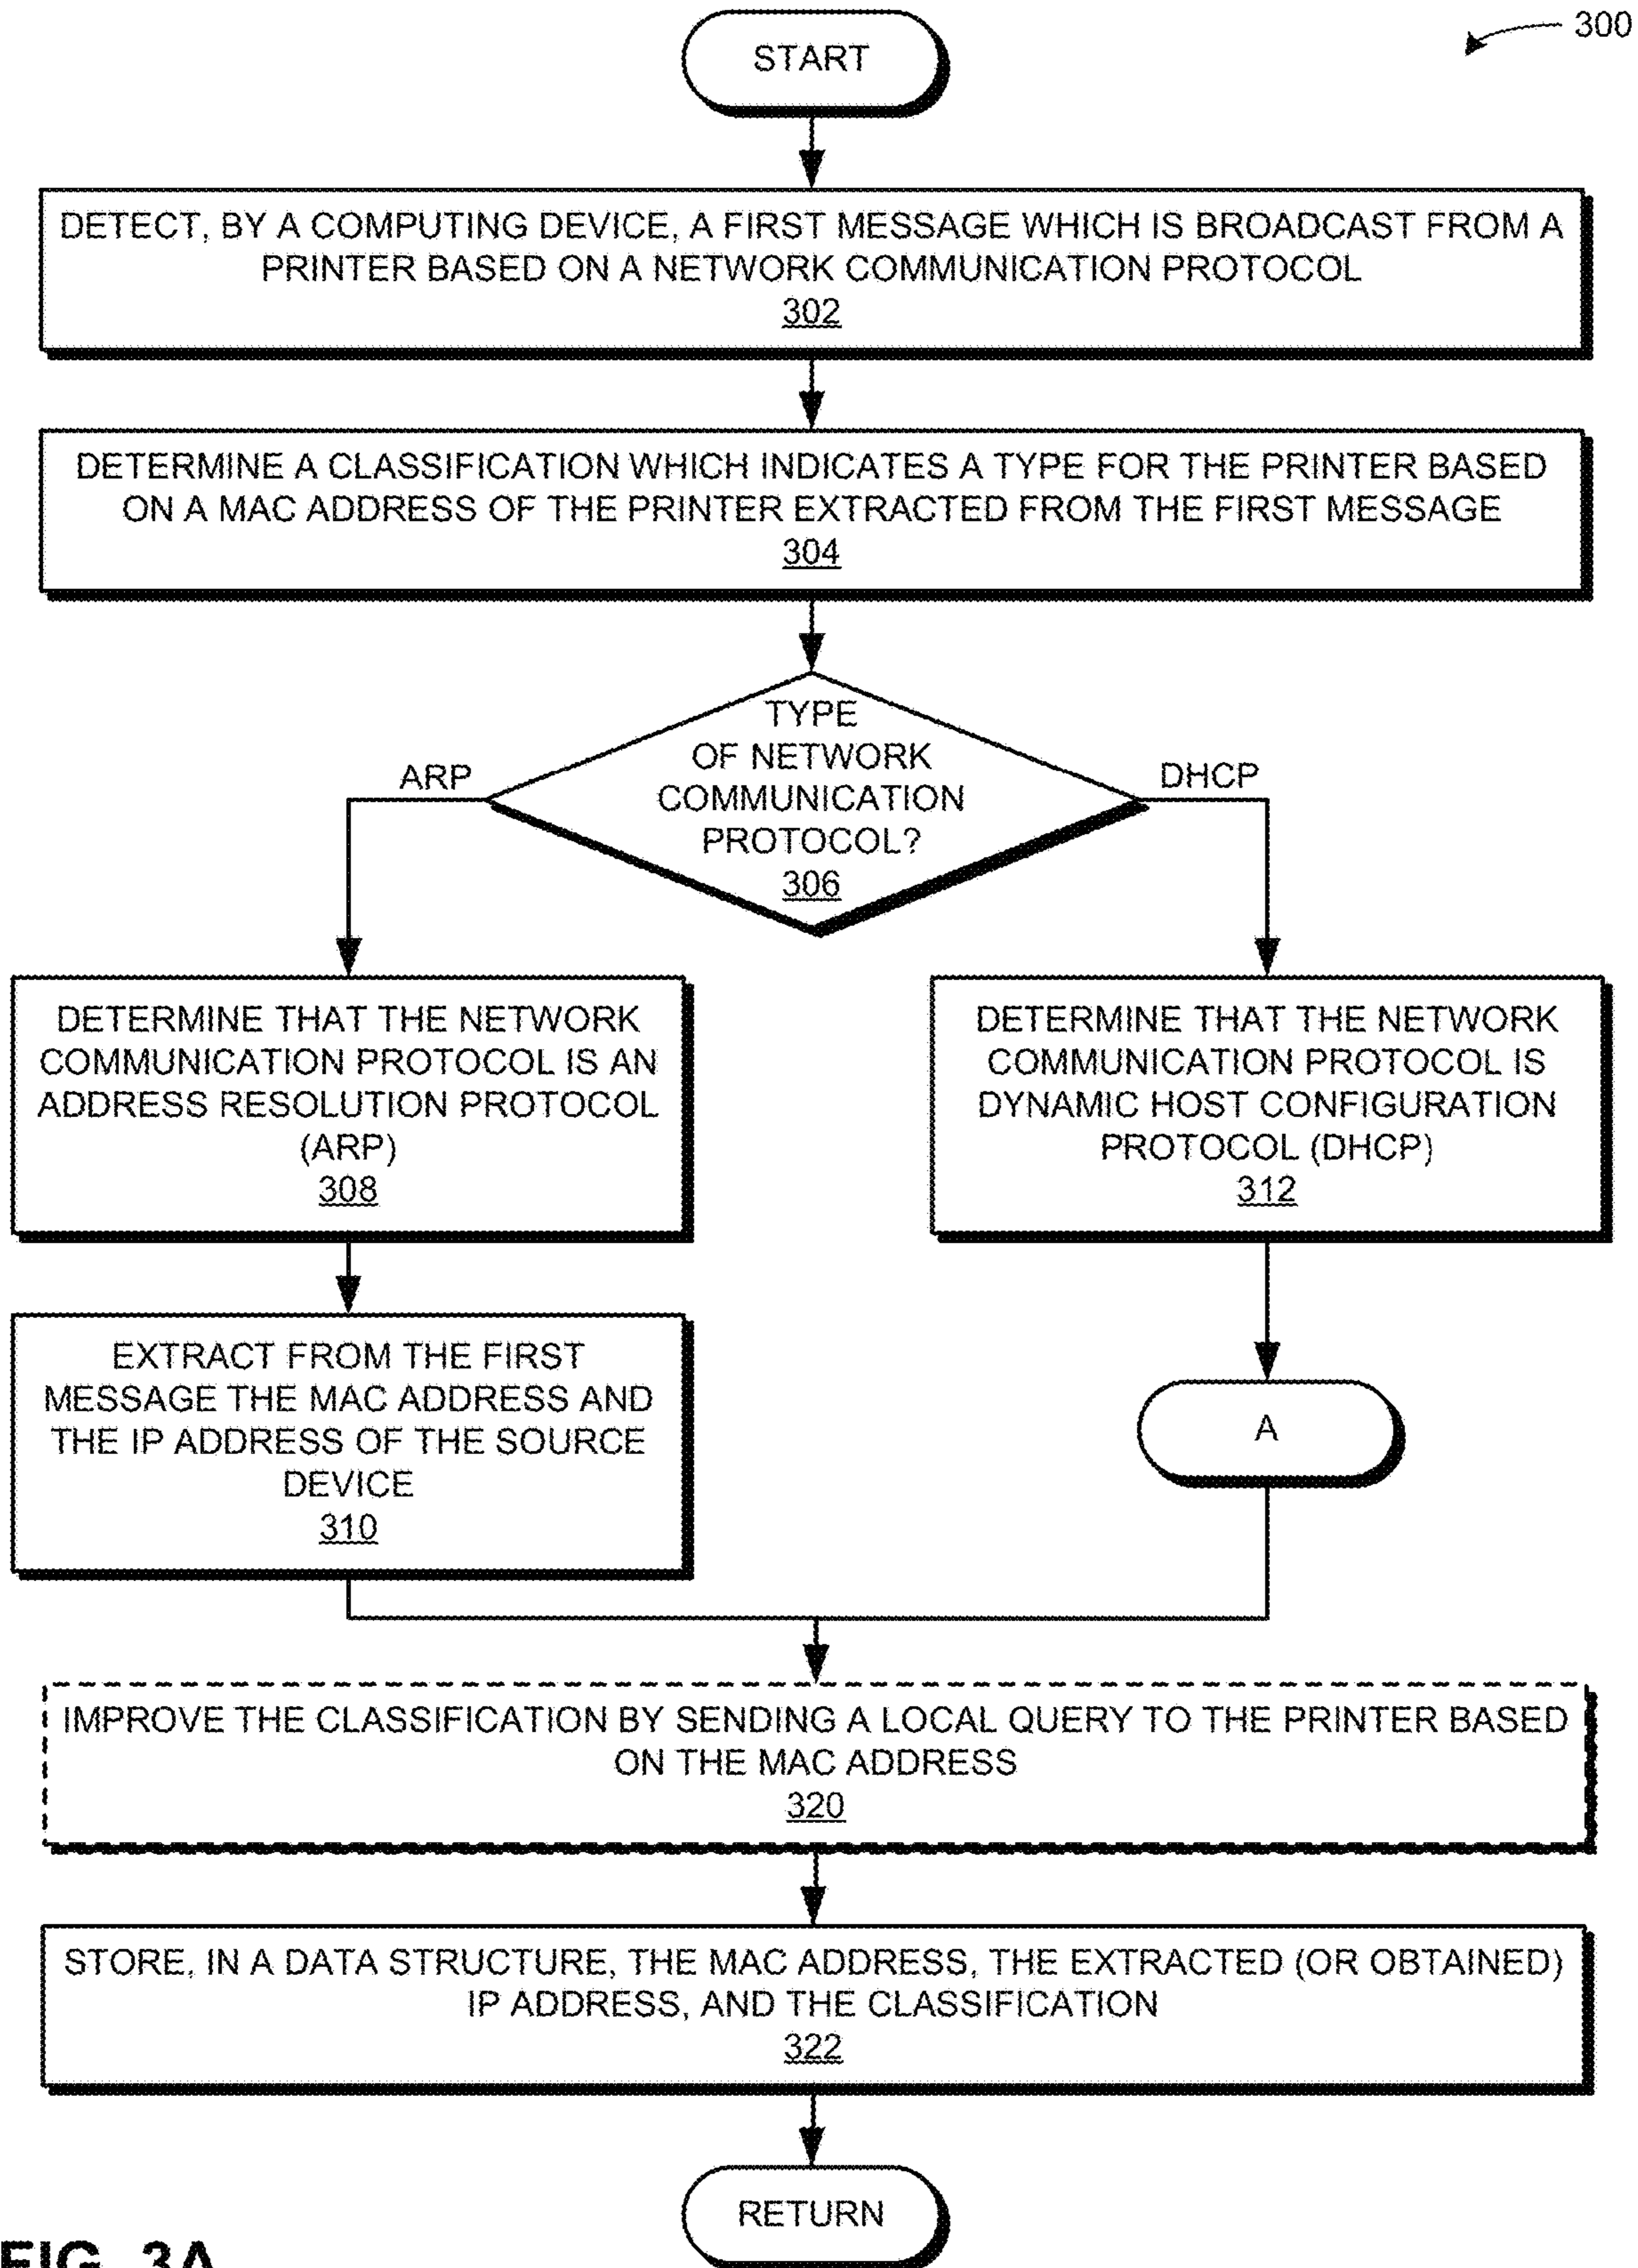 300
START
DETECT, BY A COMPUTING DEVICE, A FIRST MESSAGE WHICH IS BROADCAST FROM A
PRINTER BASED ON A NETWORK COMMUNICATION PROTOCOL
302
DETERMINE A CLASSIFICATION WHICH INDICATES A TYPE FOR THE PRINTER BASED
ON A MAC ADDRESS OF THE PRINTER EXTRACTED FROM THE FIRST MESSAGE
304
TYPE
OF NETWORK
COMMUNICATION
PROTOCOL?
306
ARP
DHCP
DETERMINE THAT THE NETWORK
COMMUNICATION PROTOCOL IS AN
ADDRESS RESOLUTION PROTOCOL
(ARP)
308
DETERMINE THAT THE NETWORK
COMMUNICATION PROTOCOL IS
DYNAMIC HOST CONFIGURATION
PROTOCOL (DHCP)
312
EXTRACT FROM THE FIRST
MESSAGE THE MAC ADDRESS AND
THE IP ADDRESS OF THE SOURCE
DEVICE
310
A
IMPROVE THE CLASSIFICATION BY SENDING A LOCAL QUERY TO THE PRINTER BASED
ON THE MAC ADDRESS
320
STORE, IN A DATA STRUCTURE, THE MAC ADDRESS, THE EXTRACTED (OR OBTAINED)
IP ADDRESS, AND THE CLASSIFICATION
322
RETURN
FIG. 3A